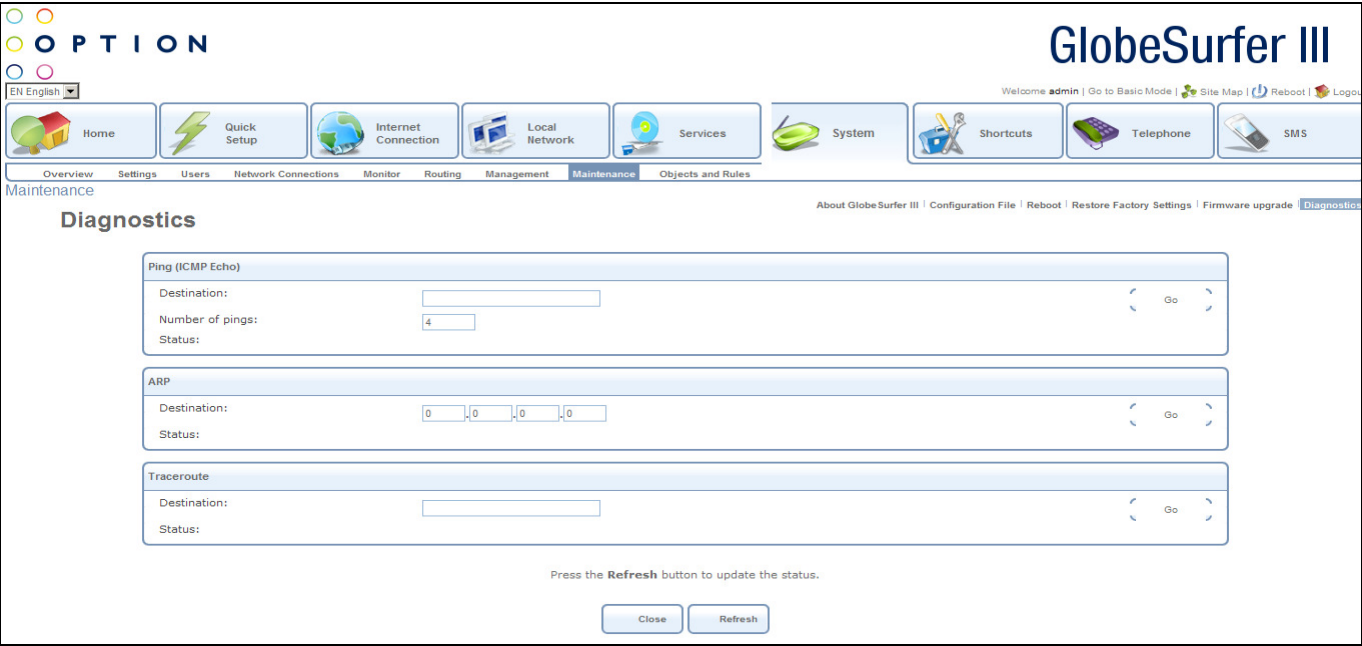 OPTION
GlobeSurfer III
EN English
Welcome admin | Go to Basic Mode | Site Map | Reboot | Logou
Home
Quick Setup
Internet Connection
Local Network
Services
System
Shortcuts
Telephone
SMS
Overview Settings Users Network Connections Monitor Routing Management Maintenance Objects and Rules
Maintenance
About GlobeSurfer III | Configuration File | Reboot | Restore Factory Settings | Firmware upgrade | Diagnostics
Diagnostics
Ping (ICMP Echo)
Destination:
Go
Number of pings: 4
Status:
ARP
Destination: 0 .0 .0 .0
Go
Status:
Traceroute
Destination:
Go
Status:
Press the Refresh button to update the status.
Close Refresh